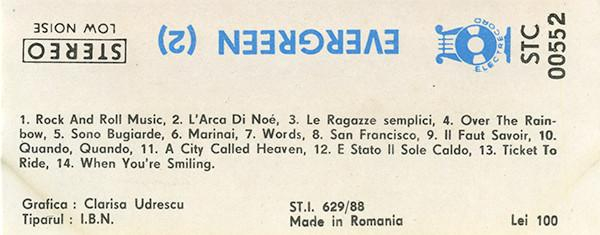 STEREO
LOW NOISE
EVERGREEN (2)
ELECTRECORD
STC
00552
1. Rock And Roll Music, 2. L'Arca Di Noé, 3. Le Ragazze semplici, 4. Over The Rain-
bow, 5. Sono Bugiarde, 6. Marinai, 7. Words, 8. San Francisco, 9. Il Faut Savoir, 10.
Quando, Quando, 11. A City Called Heaven, 12. E Stato Il Sole Caldo, 13. Ticket To
Ride, 14. When You're Smiling.
Grafica : Clarisa Udrescu
Tiparul : I.B.N.
ST.I. 629/88
Made in Romania
Lei 100